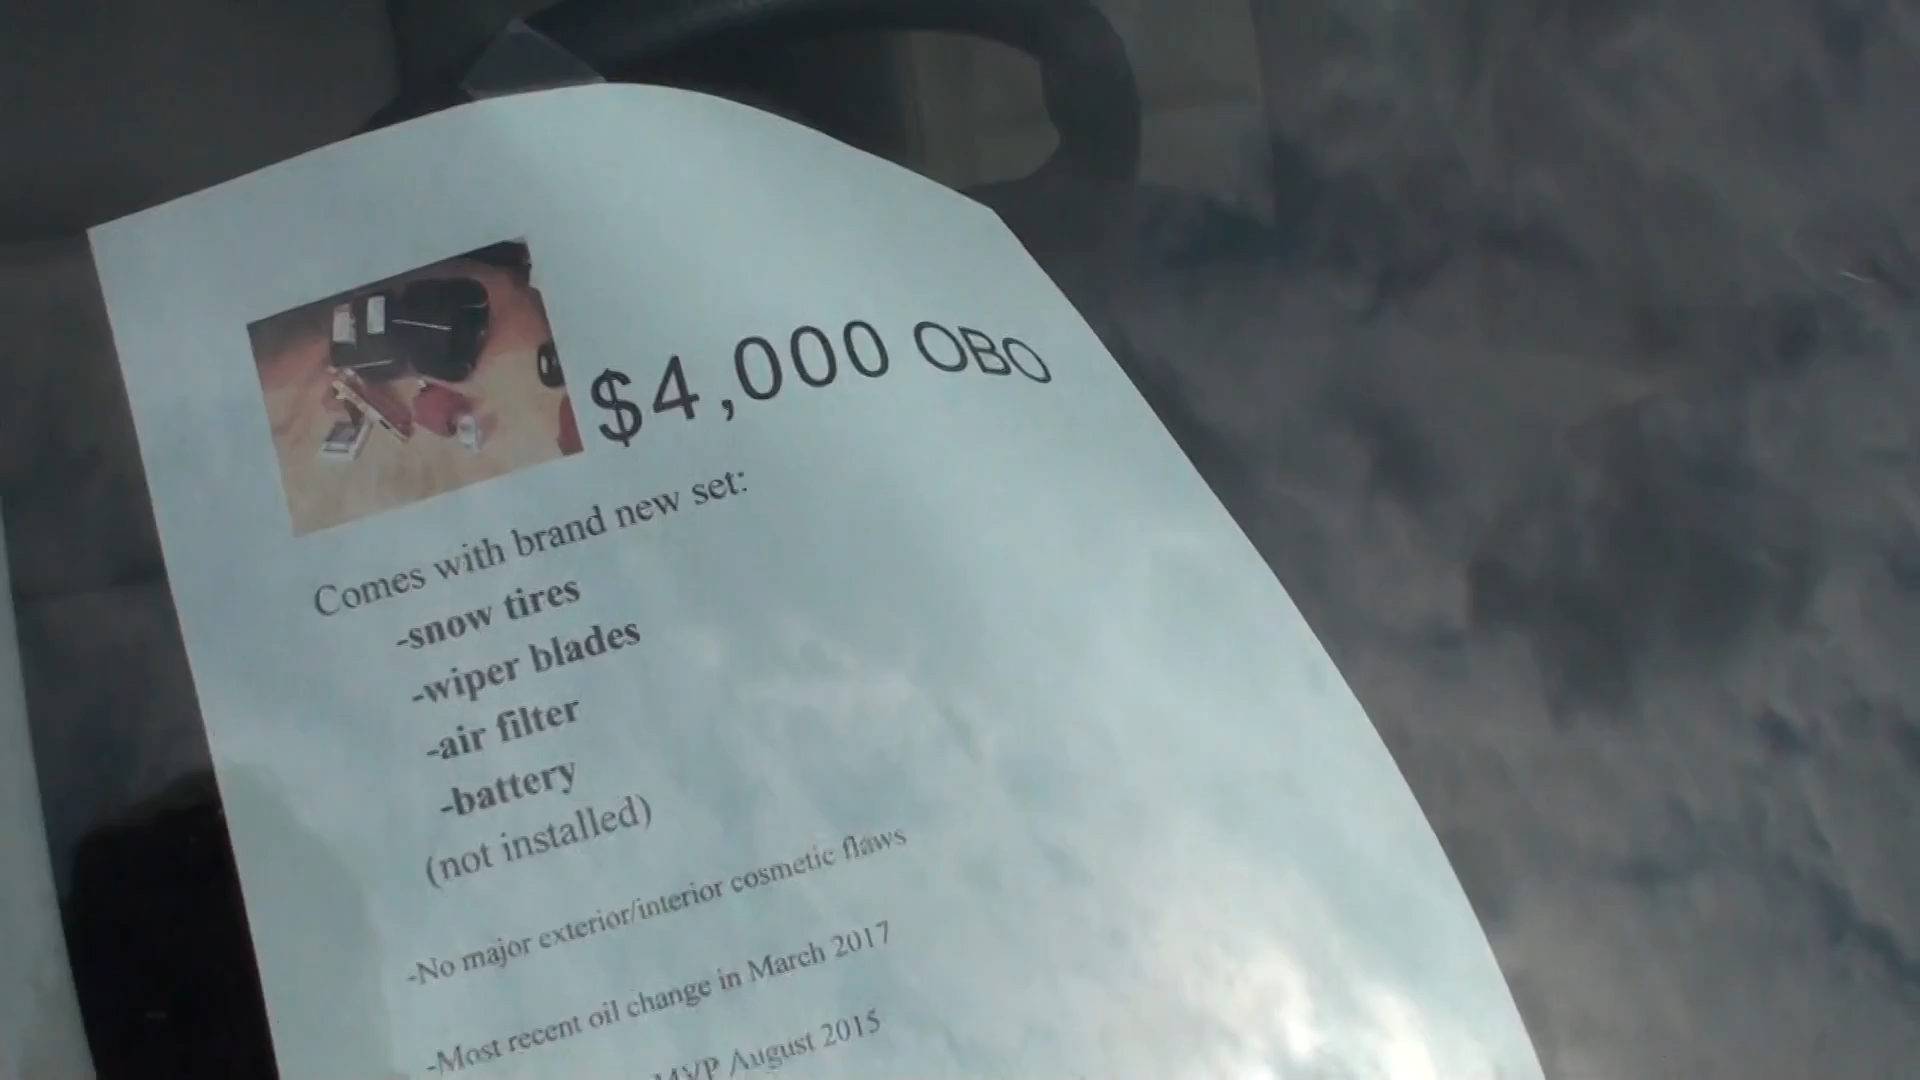 $4,000 OBO
Comes with brand new set:
-snow tires
-wiper blades
-air filter
-battery
(not installed)
-No major exterior/interior cosmetic flaws
-Most recent oil change in March 2017
MVP August 2015